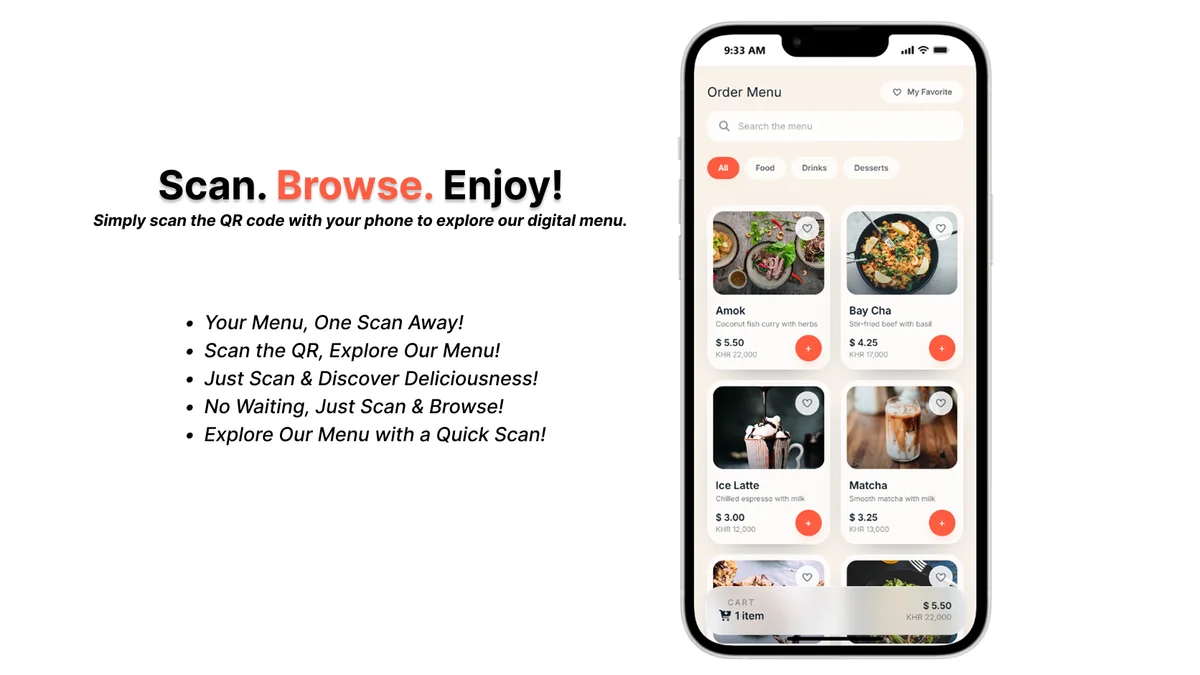 Scan. Browse. Enjoy!
Simply scan the QR code with your phone to explore our digital menu.
• Your Menu, One Scan Away!
• Scan the QR, Explore Our Menu!
• Just Scan & Discover Deliciousness!
• No Waiting, Just Scan & Browse!
• Explore Our Menu with a Quick Scan!
9:33 AM
Order Menu
My Favorite
Search the menu
All Food Drinks Desserts
Amok
Coconut fish curry with herbs
$ 5.50
KHR 22,000
+
Bay Cha
Stir-fried beef with basil
$ 4.25
KHR 17,000
+
Ice Latte
Chilled espresso with milk
$ 3.00
KHR 12,000
+
Matcha
Smooth matcha with milk
$ 3.25
KHR 13,000
+
CART
1 item
$ 5.50
KHR 22,000